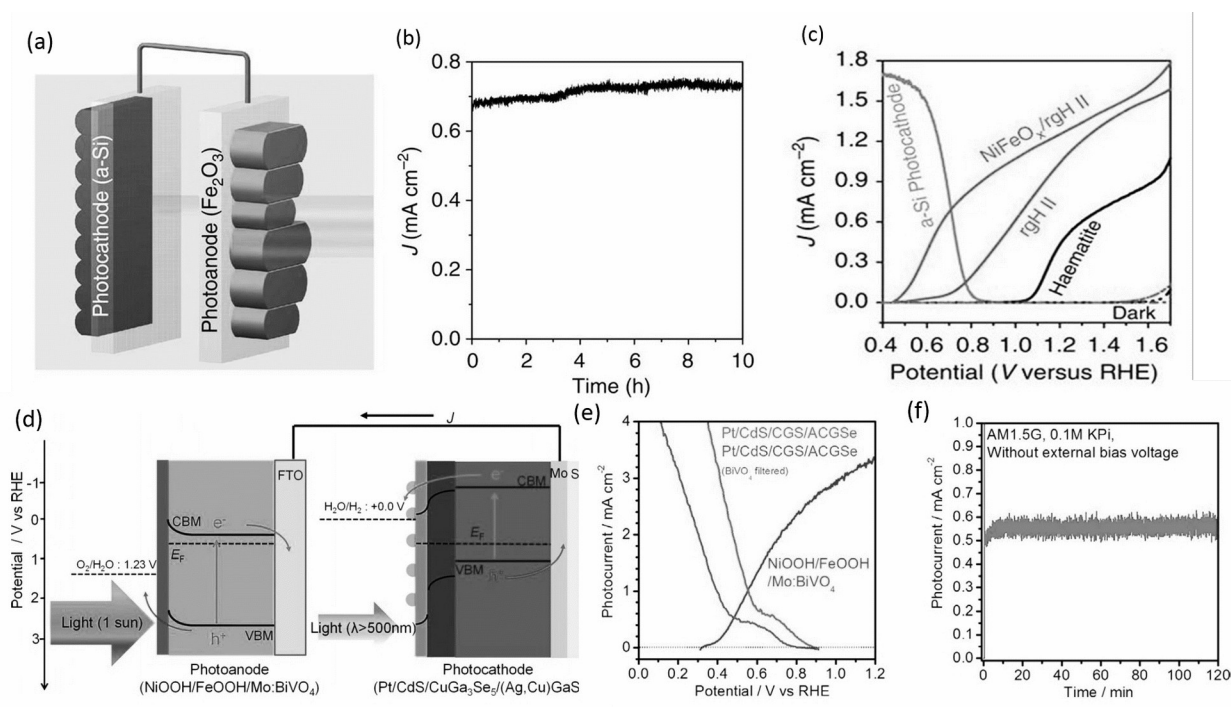 (a)
Photocathode (a-Si)
Photoanode (Fe2O3)
(b)
0.8
0.6
0.4
0.2
0.0
J (mA cm–2)
0 2 4 6 8 10
Time (h)
(c)
1.8
1.5
1.2
0.9
0.6
0.3
0.0
J (mA cm–2)
a-Si Photocathode
NiFeOx/rgH II
rgH II
Haematite
Dark
0.4 0.6 0.8 1.0 1.2 1.4 1.6
Potential (V versus RHE)
(d)
J
Potential / V vs RHE
-1
0
1
2
3
FTO
Mo S
CBM
e-
EF
O2/H2O : 1.23 V
Light (1 sun)
h+
VBM
H2O/H2 : +0.0 V
e-
CBM
EF
VBM
h+
Light (λ>500nm)
Photoanode
(NiOOH/FeOOH/Mo:BiVO4)
Photocathode
(Pt/CdS/CuGa3Se5/(Ag,Cu)GaS
(e)
4
3
2
1
0
Photocurrent / mA cm-2
Pt/CdS/CGS/ACGSe
Pt/CdS/CGS/ACGSe
(BiVO4 filtered)
NiOOH/FeOOH
/Mo:BiVO4
0.0 0.2 0.4 0.6 0.8 1.0 1.2
Potential / V vs RHE
(f)
1.0
0.9
0.8
0.7
0.6
0.5
0.4
0.3
0.2
0.1
0.0
Photocurrent / mA cm-2
AM1.5G, 0.1M KPi,
Without external bias voltage
0 20 40 60 80 100 120
Time / min